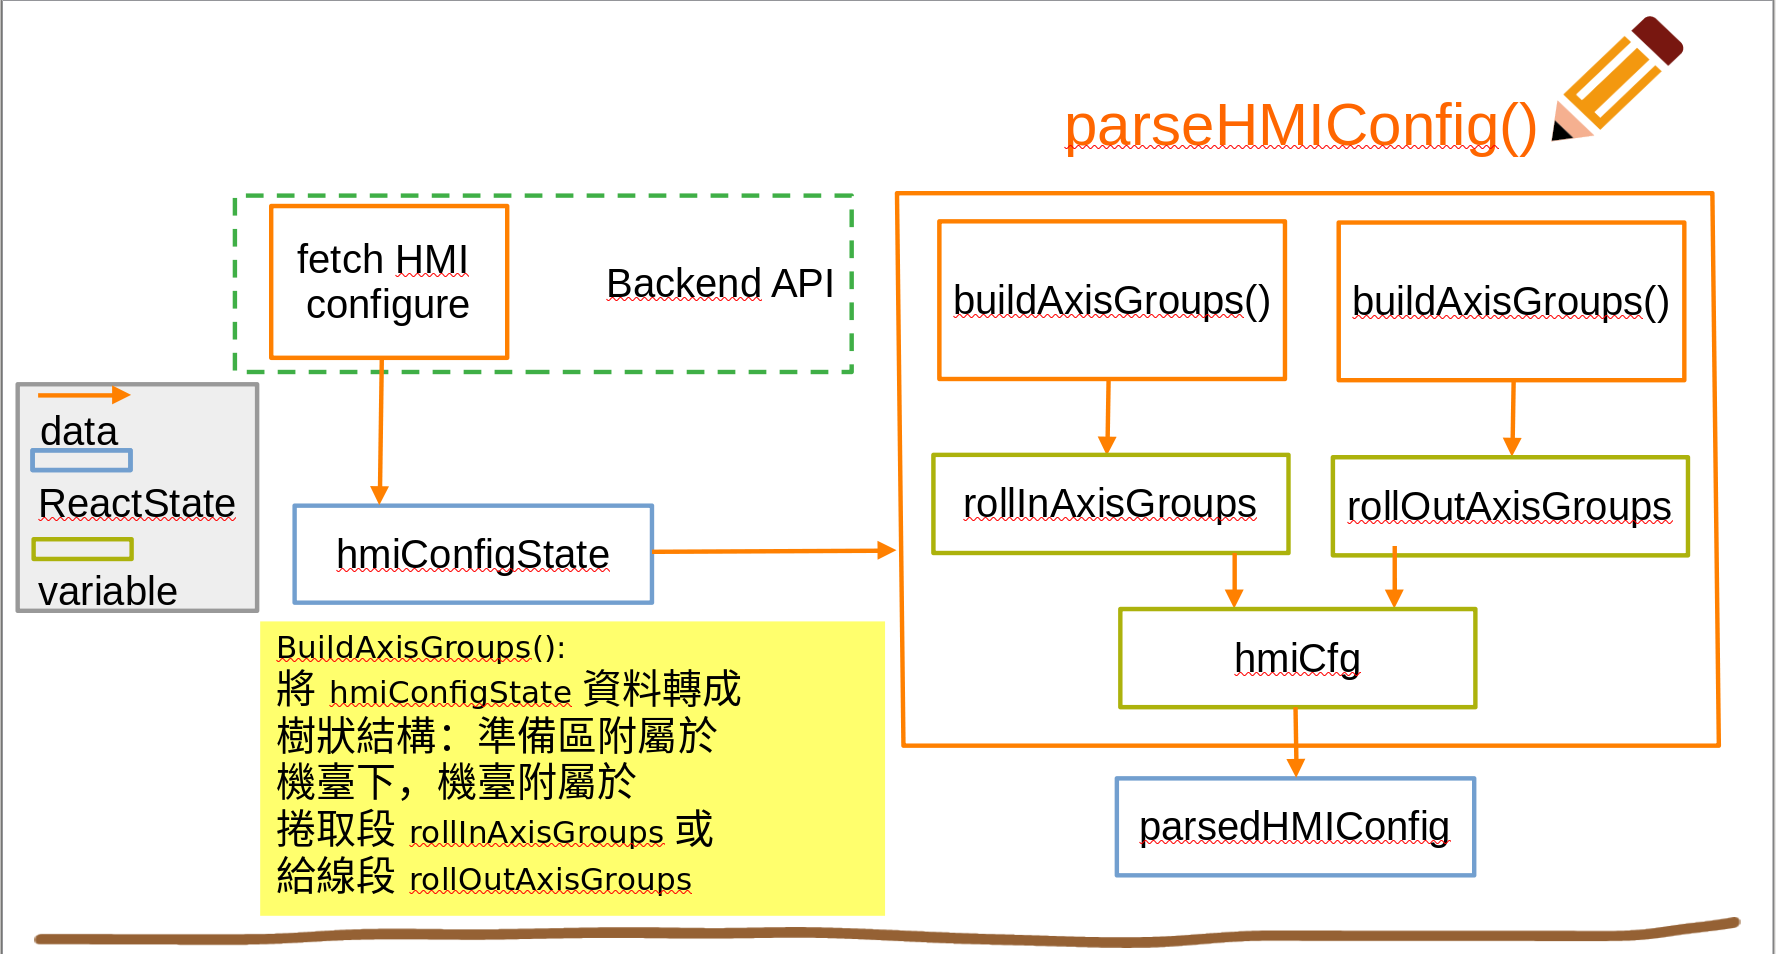 parseHMIConfig()
fetch HMI
configure
Backend API
buildAxisGroups()
buildAxisGroups()
data
ReactState
variable
hmiConfigState
rollInAxisGroups
rollOutAxisGroups
hmiCfg
parsedHMIConfig
BuildAxisGroups():
將 hmiConfigState 資料轉成
樹狀結構：準備區附屬於
機臺下，機臺附屬於
捲取段 rollInAxisGroups 或
給線段 rollOutAxisGroups